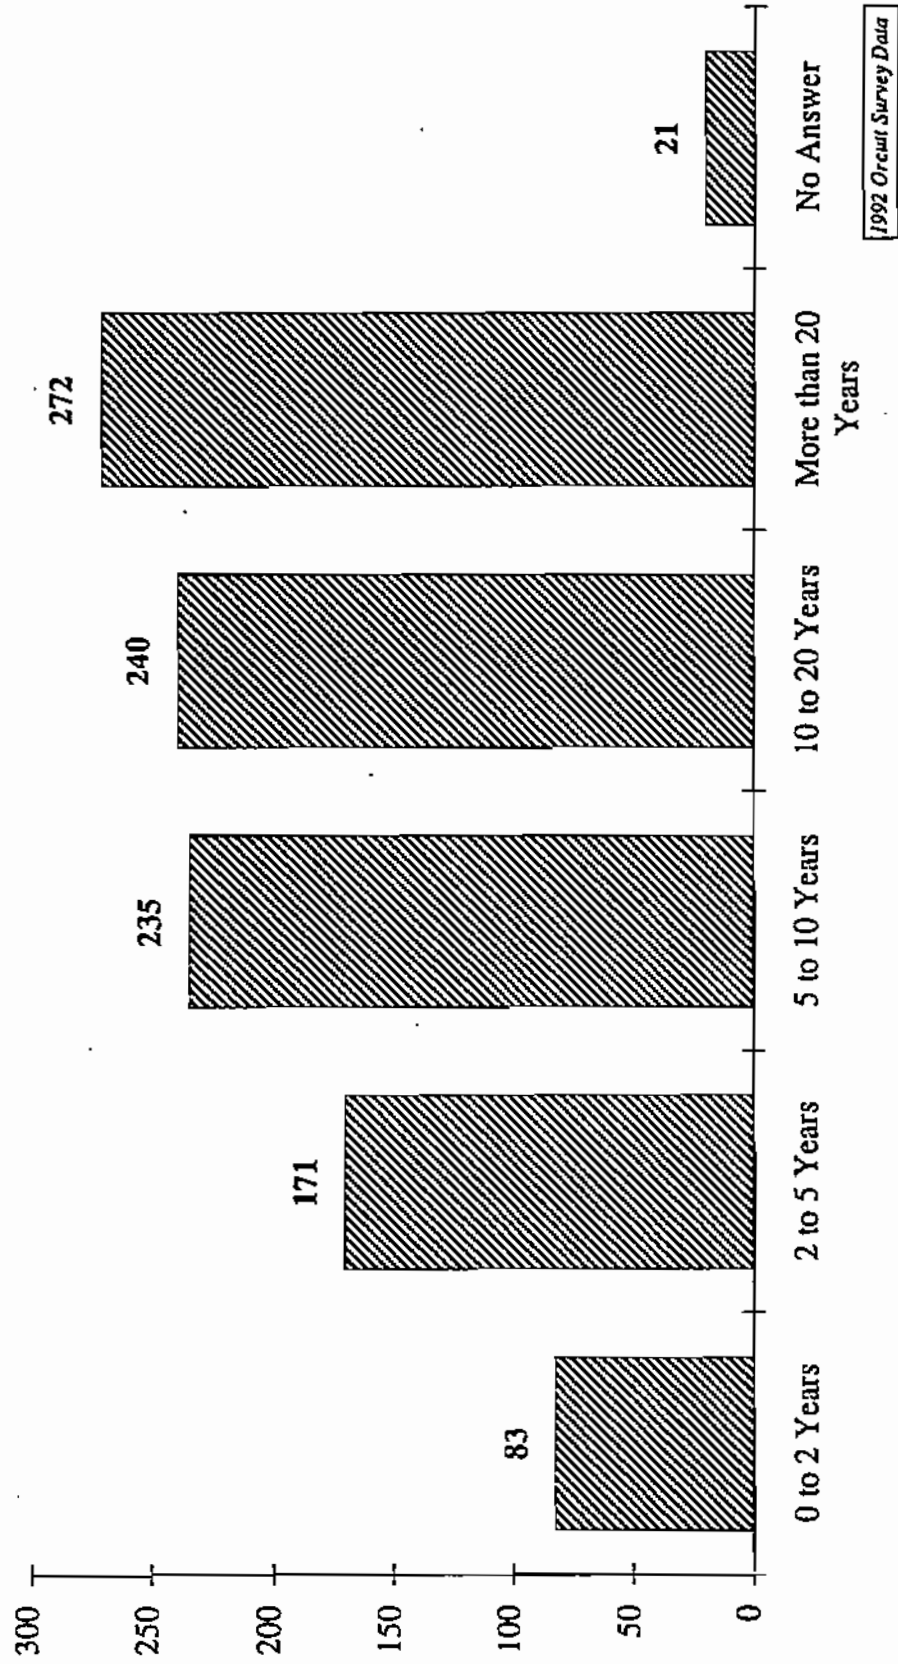 300
250
200
150
100
50
0
83
171
235
240
272
21
0 to 2 Years
2 to 5 Years
5 to 10 Years
10 to 20 Years
More than 20
Years
No Answer
1992 Orcutt Survey Data